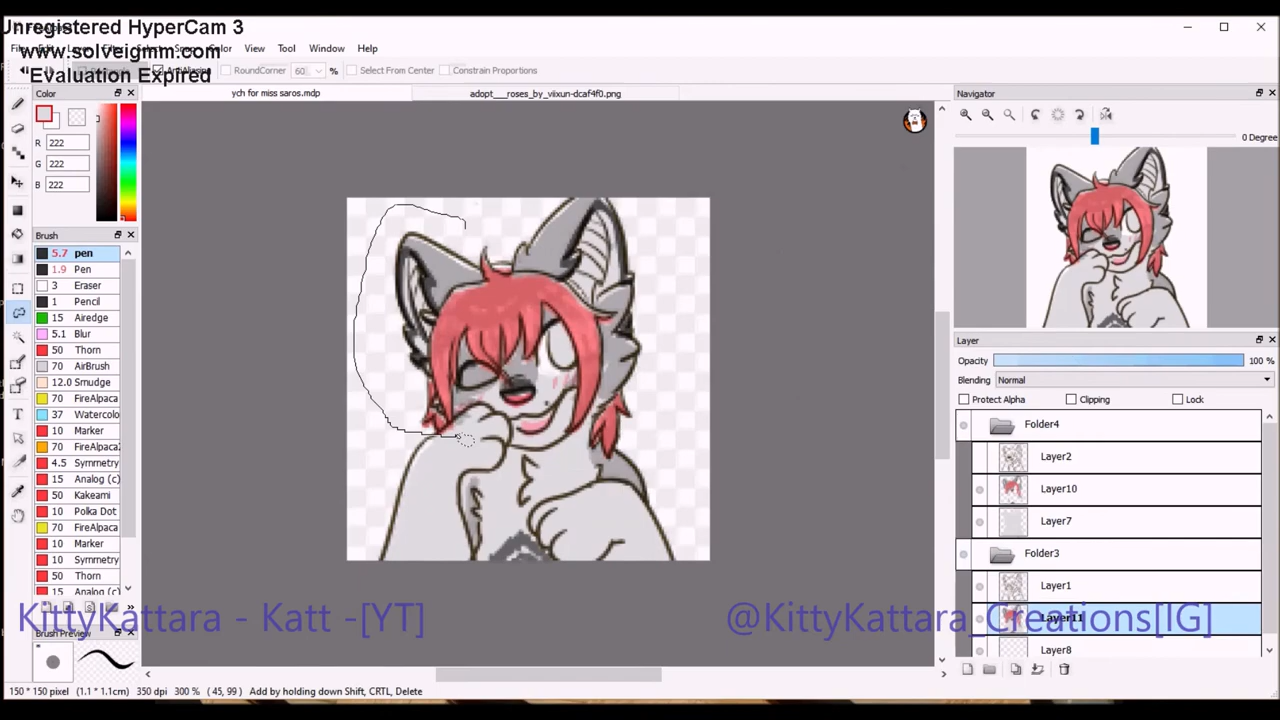 Unregistered HyperCam 3
www.solveigmm.com
Evaluation Expired
View Tool Window Help
RoundCorner 60 % Select From Center Constrain Proportions
Color
ych for miss saros.mdp
adopt___roses_by_viixun-dcaf4f0.png
R 222
G 222
B 222
Brush
5.7 pen
1.9 Pen
3 Eraser
1 Pencil
15 Airedge
5.1 Blur
50 Thorn
70 AirBrush
12.0 Smudge
70 FireAlpaca
37 Watercolo
10 Marker
70 FireAlpaca
4.5 Symmetry
15 Analog (c)
50 Kakeami
10 Polka Dot
70 FireAlpaca
10 Marker
10 Symmetry
50 Thorn
15 Analog (c)
Brush Preview
Navigator
0 Degree
Layer
Opacity 100 %
Blending Normal
Protect Alpha Clipping Lock
Folder4
Layer2
Layer10
Layer7
Folder3
Layer1
Layer11
Layer8
KittyKattara - Katt -[YT]
@KittyKattara_Creations[IG]
150 * 150 pixel (1.1 * 1.1cm) 350 dpi 300 % ( 45, 99 ) Add by holding down Shift, CRTL, Delete